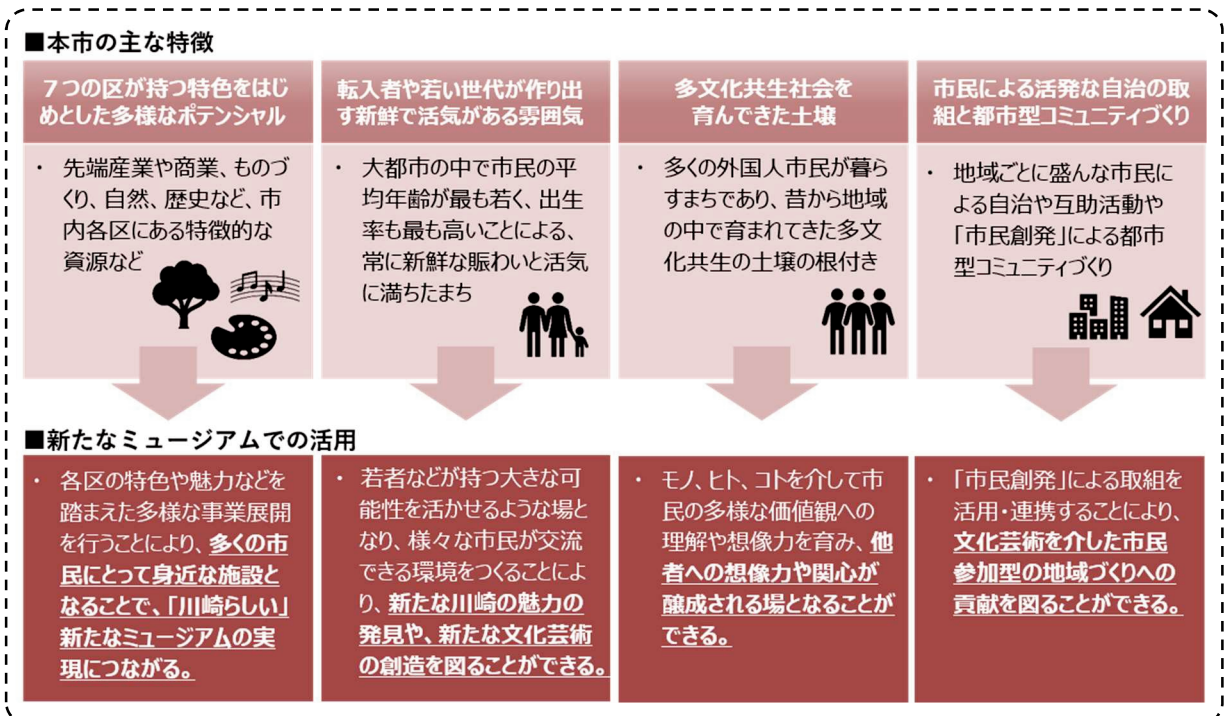 ■本市の主な特徴
7つの区が持つ特色をはじ
めとした多様なポテンシャル
・ 先端産業や商業、ものづ
くり、自然、歴史など、市
内各区にある特徴的な
資源など
転入者や若い世代が作り出
す新鮮で活気がある雰囲気
・ 大都市の中で市民の平
均年齢が最も若く、出生
率も最も高いことによる、
常に新鮮な賑わいと活気
に満ちたまち
多文化共生社会を
育んできた土壌
・ 多くの外国人市民が暮ら
すまちであり、昔から地域
の中で育まれてきた多文
化共生の土壌の根付き
市民による活発な自治の取
組と都市型コミュニティづくり
・ 地域ごとに盛んな市民に
よる自治や互助活動や
「市民創発」による都市
型コミュニティづくり
■新たなミュージアムでの活用
・ 各区の特色や魅力などを
踏まえた多様な事業展開
を行うことにより、多くの市
民にとって身近な施設と
なることで、「川崎らしい」
新たなミュージアムの実
現につながる。
・ 若者などが持つ大きな可
能性を活かせるような場と
なり、様々な市民が交流
できる環境をつくることによ
り、新たな川崎の魅力の
発見や、新たな文化芸術
の創造を図ることができる。
・ モノ、ヒト、コトを介して市
民の多様な価値観への
理解や想像力を育み、他
者への想像力や関心が
醸成される場となることが
できる。
・ 「市民創発」による取組を
活用・連携することにより、
文化芸術を介した市民
参加型の地域づくりへの
貢献を図ることができる。